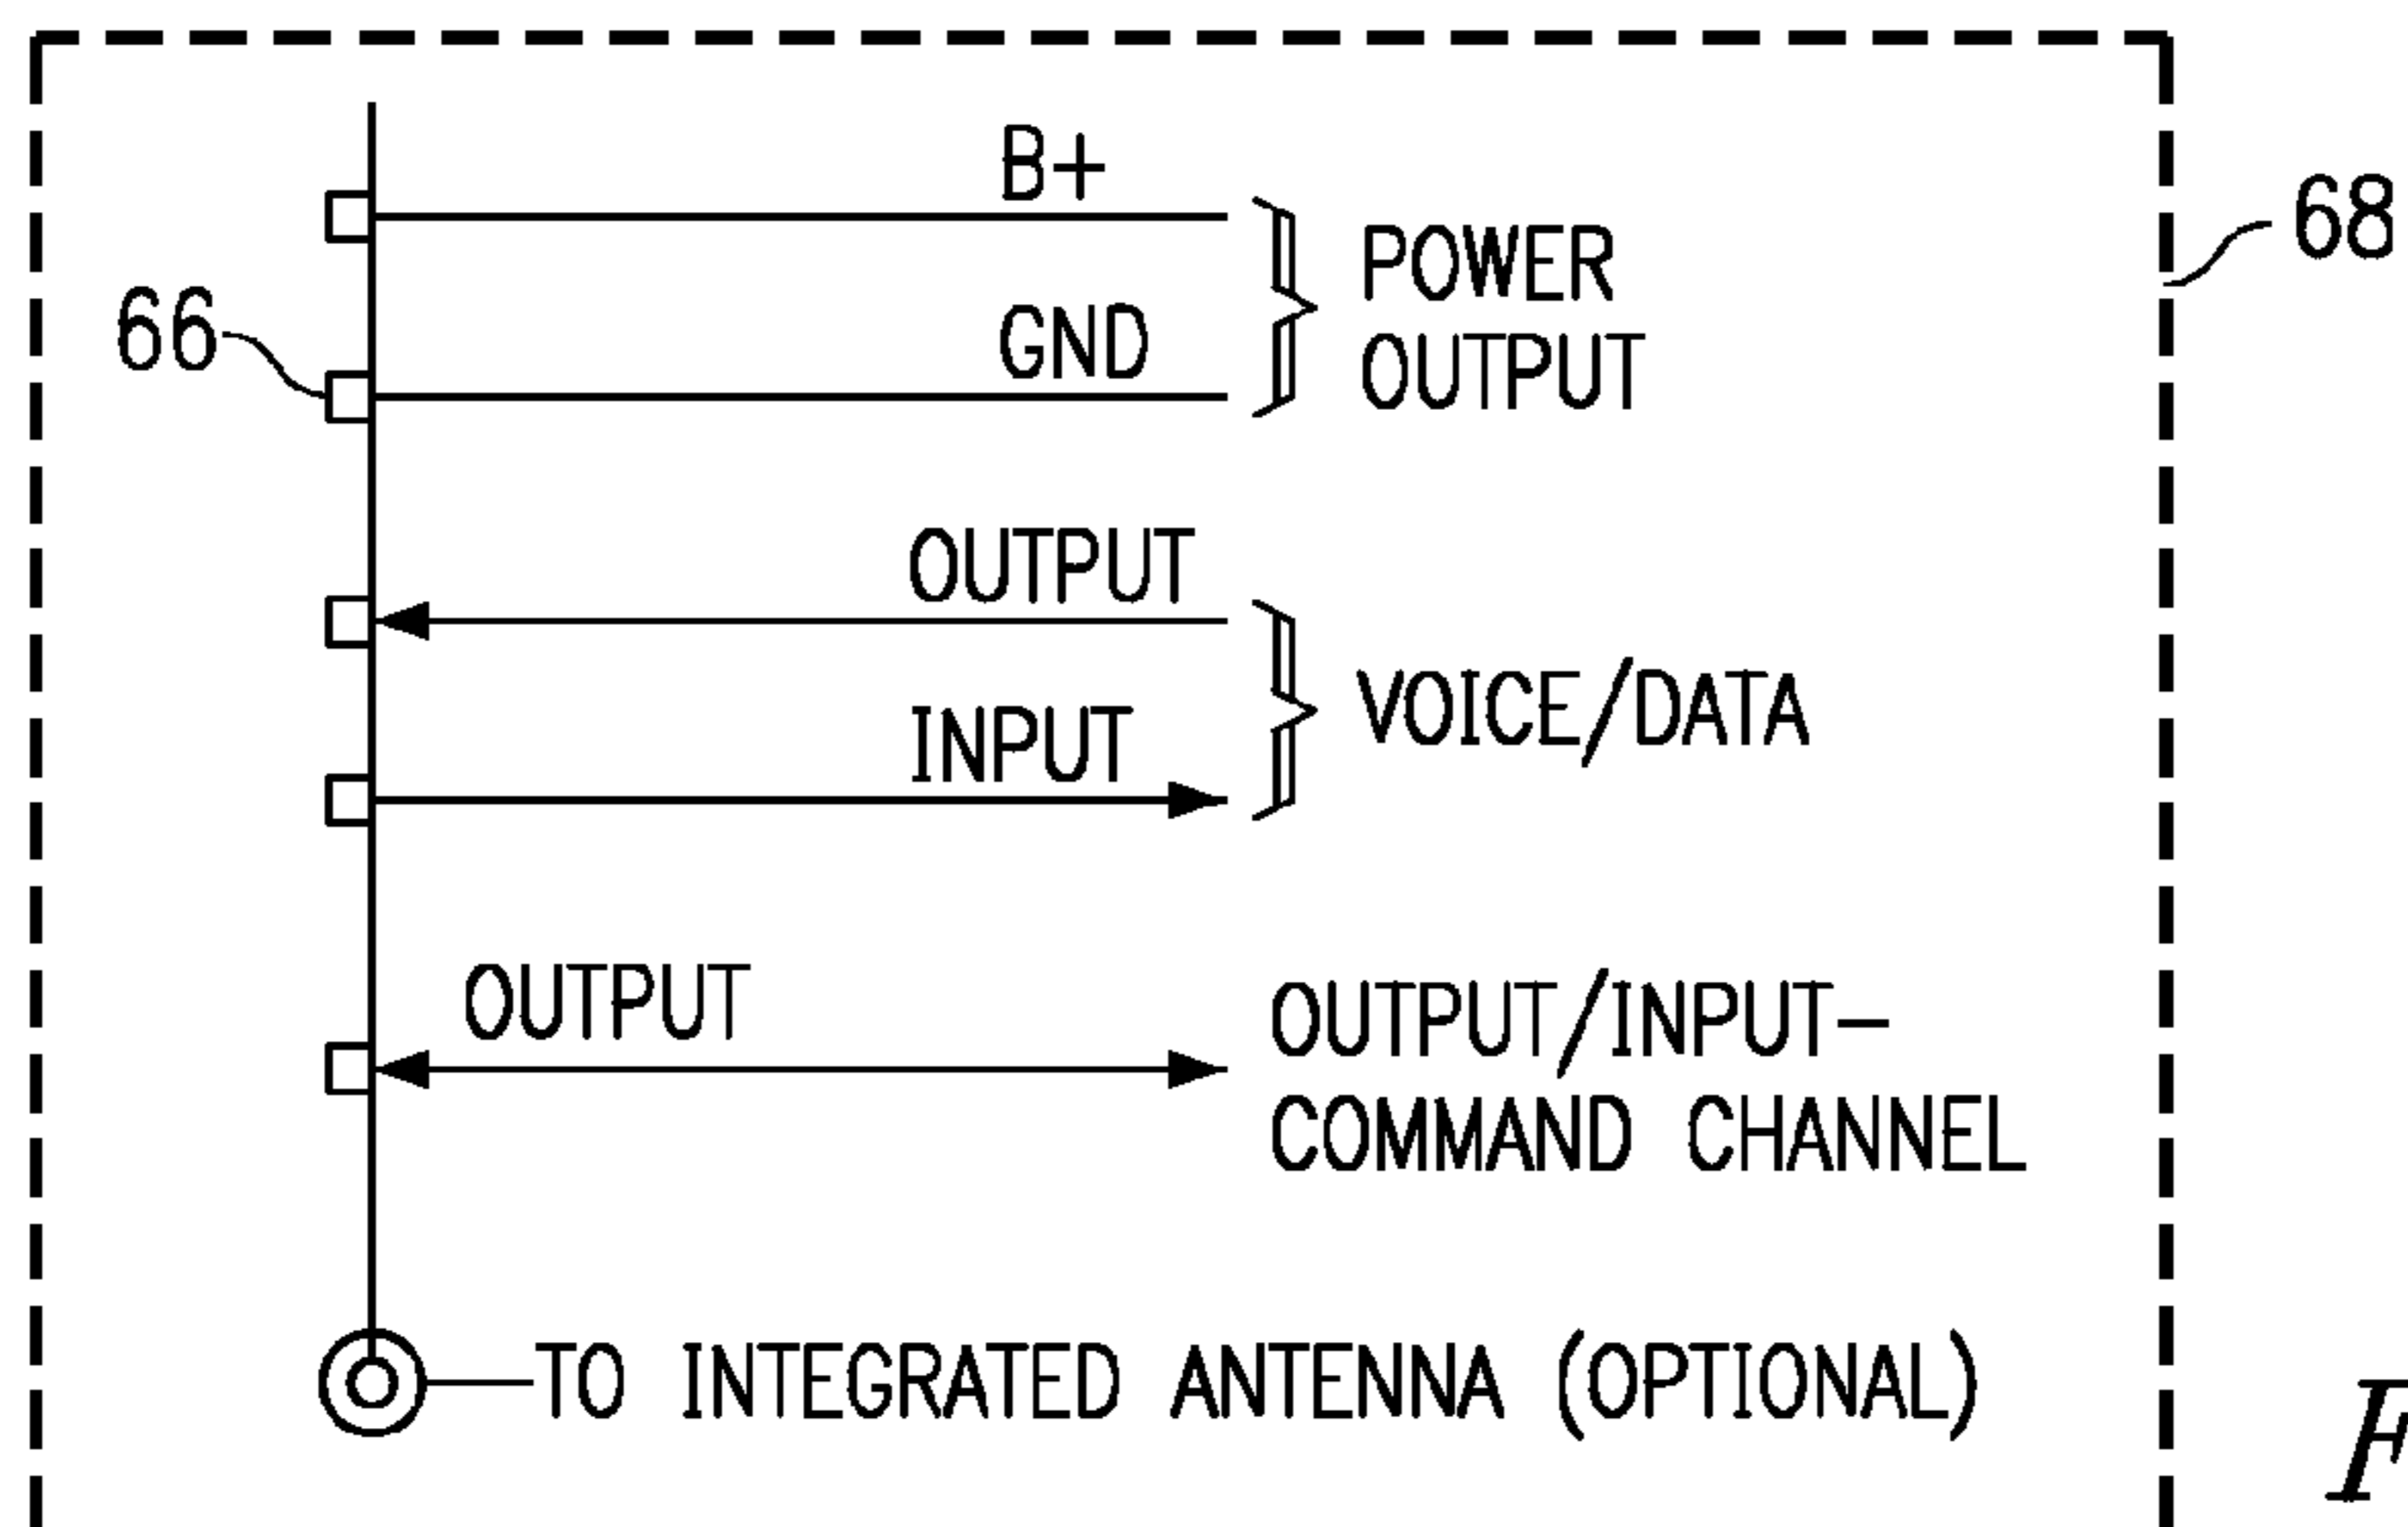 B+
68
POWER
66
GND
OUTPUT
OUTPUT
INPUT
VOICE/DATA
OUTPUT
OUTPUT/INPUT-
COMMAND CHANNEL
TO INTEGRATED ANTENNA (OPTIONAL)